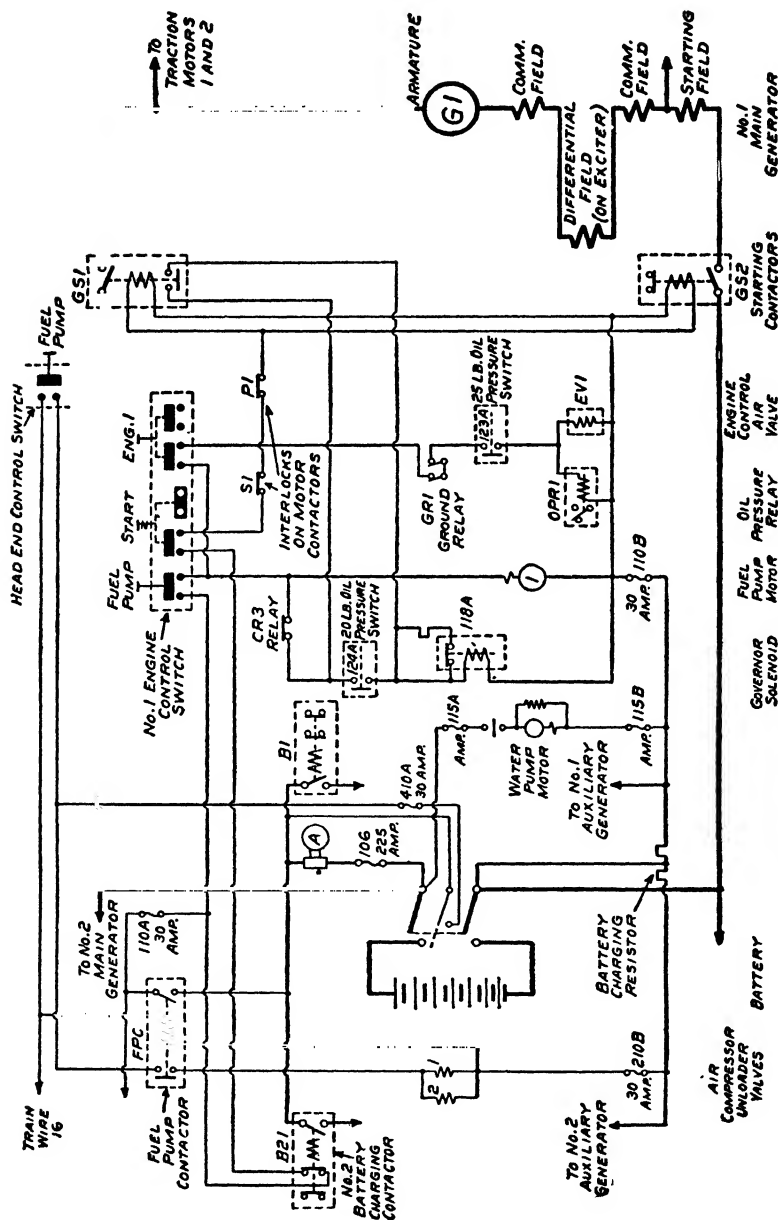 HEAD END CONTROL SWITCH
FUEL
PUMP
TO
TRACTION
MOTORS
1 AND 2
TRAIN
WIRE
16
FUEL
PUMP
CONTACTOR
FPC
TO NO.2
MAIN
GENERATOR
110A
30
AMP.
NO.1 ENGINE
CONTROL
SWITCH
FUEL
PUMP
START
ENG.1
GS1
B21
NO.21
BATTERY
CHARGING
CONTACTOR
A
106
225
AMP.
B1
410A
30 AMP.
CR3
RELAY
124A
20 LB. OIL
PRESSURE
SWITCH
S1
P1
INTERLOCKS
ON MOTOR
CONTACTORS
GR1
GROUND
RELAY
123A
25 LB. OIL
PRESSURE
SWITCH
ARMATURE
G1
COMM.
FIELD
DIFFERENTIAL
FIELD
(ON EXCITER)
COMM.
FIELD
STARTING
FIELD
2
1
30
AMP.
210B
TO NO.2
AUXILIARY
GENERATOR
BATTERY
CHARGING
RESISTOR
TO NO.1
AUXILIARY
GENERATOR
115A
AMP.
WATER
PUMP
MOTOR
AMP.
115B
118A
1
30
AMP.
110B
OPR1
EV1
GS2
AIR
COMPRESSOR
UNLOADER
VALVES
BATTERY
GOVERNOR
SOLENOID
FUEL
PUMP
MOTOR
OIL
PRESSURE
RELAY
ENGINE
CONTROL
AIR
VALVE
STARTING
CONTACTORS
NO.1
MAIN
GENERATOR